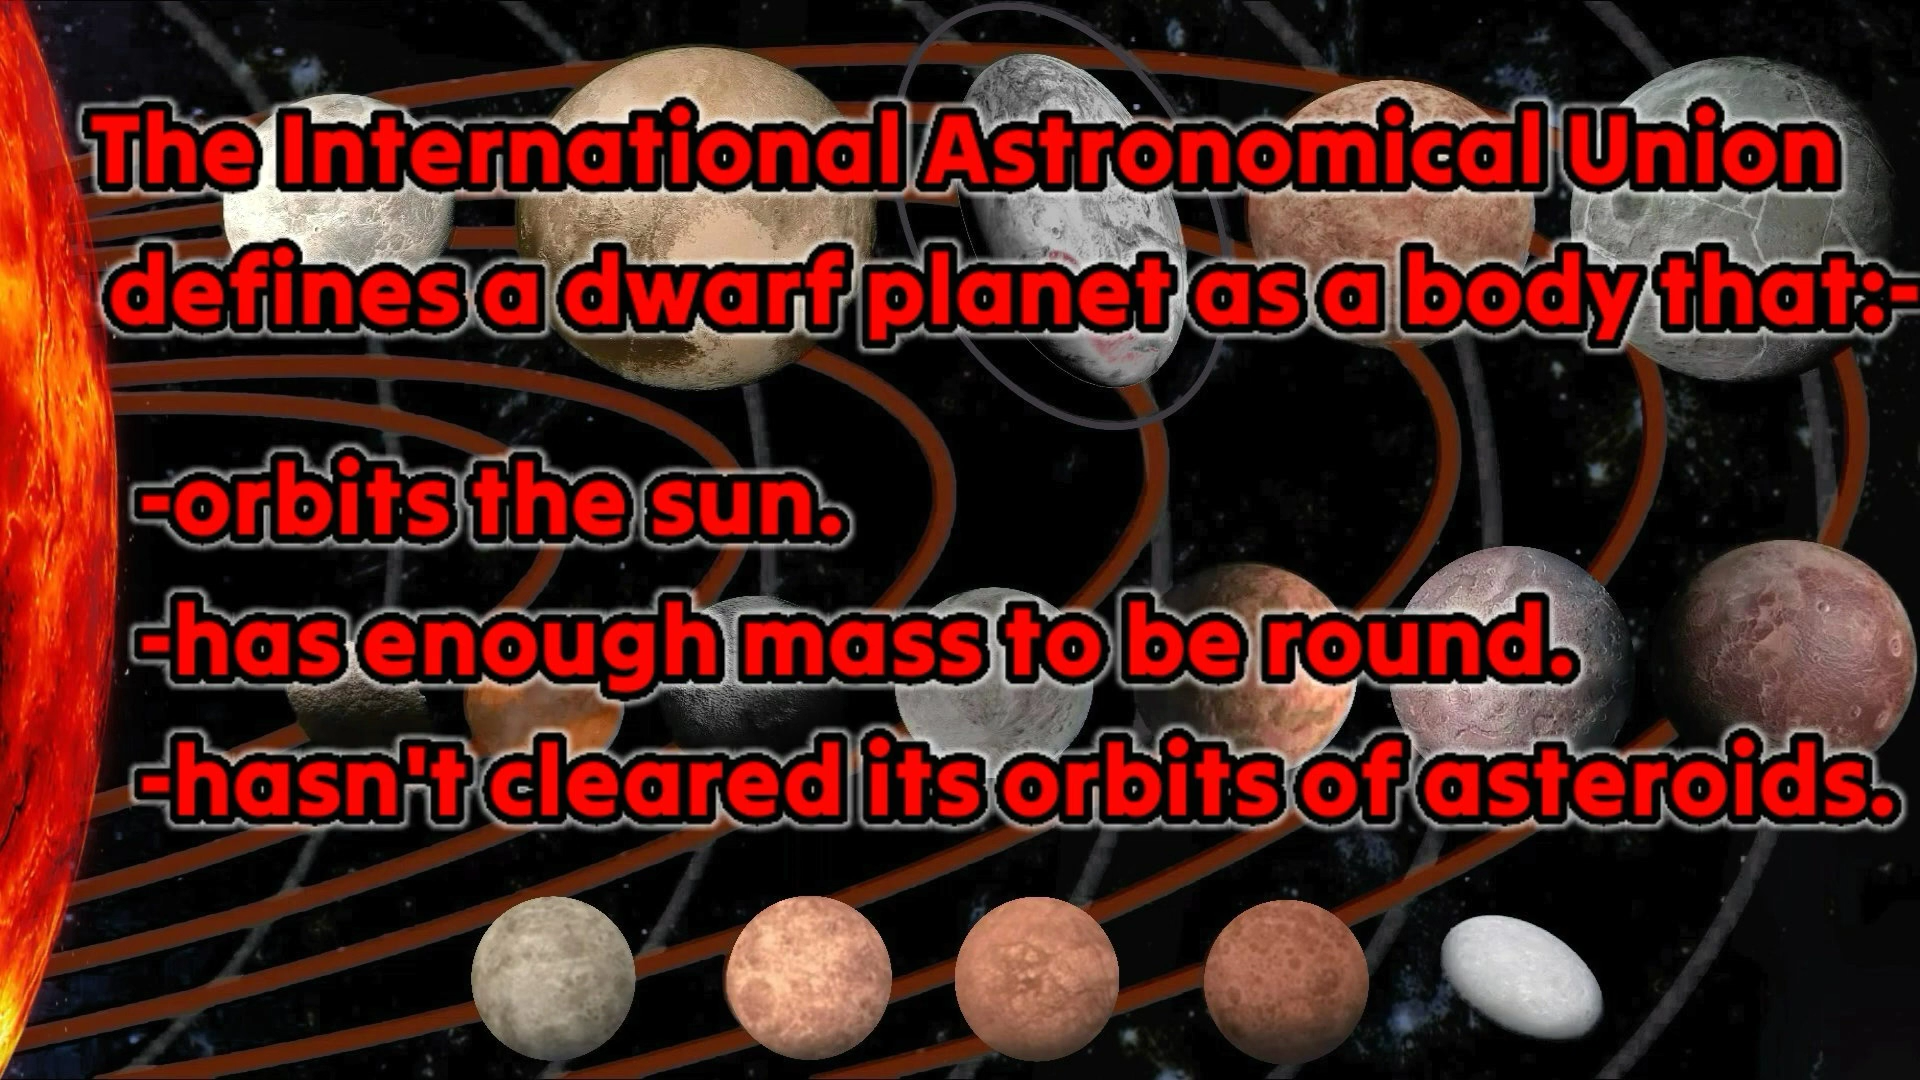 The International Astronomical Union
defines a dwarf planet as a body that:-
-orbits the sun.
-has enough mass to be round.
-hasn't cleared its orbits of asteroids.